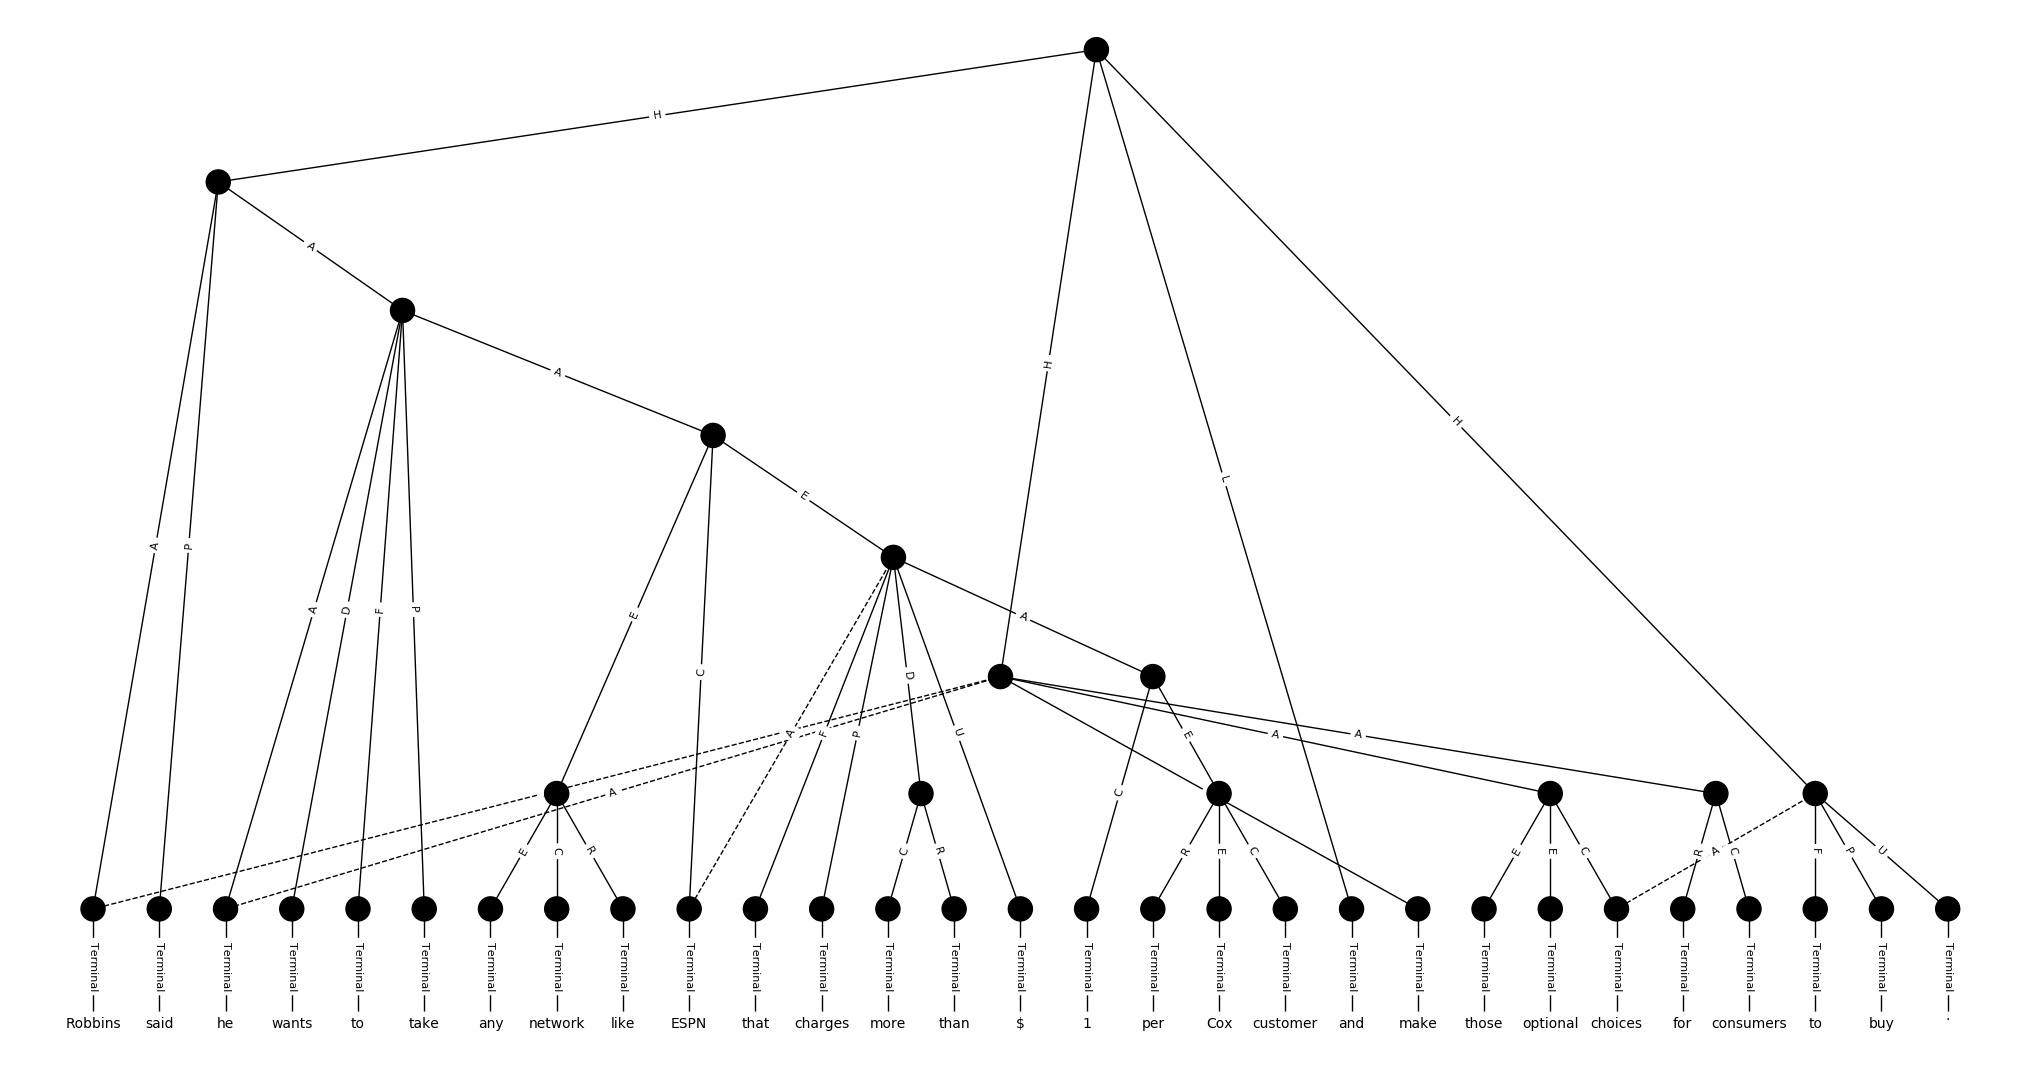 H
A
A
H
L
H
E
A
P
A
D
F
P
E
C
D
A
A
F
P
U
E
A
A
A
C
E
C
R
C
R
R
E
C
E
E
C
R
A
C
F
P
U
Terminal Terminal Terminal Terminal Terminal Terminal Terminal Terminal Terminal Terminal Terminal Terminal Terminal Terminal Terminal Terminal Terminal Terminal Terminal Terminal Terminal Terminal Terminal Terminal Terminal Terminal Terminal Terminal Terminal
Robbins said he wants to take any network like ESPN that charges more than $ 1 per Cox customer and make those optional choices for consumers to buy .